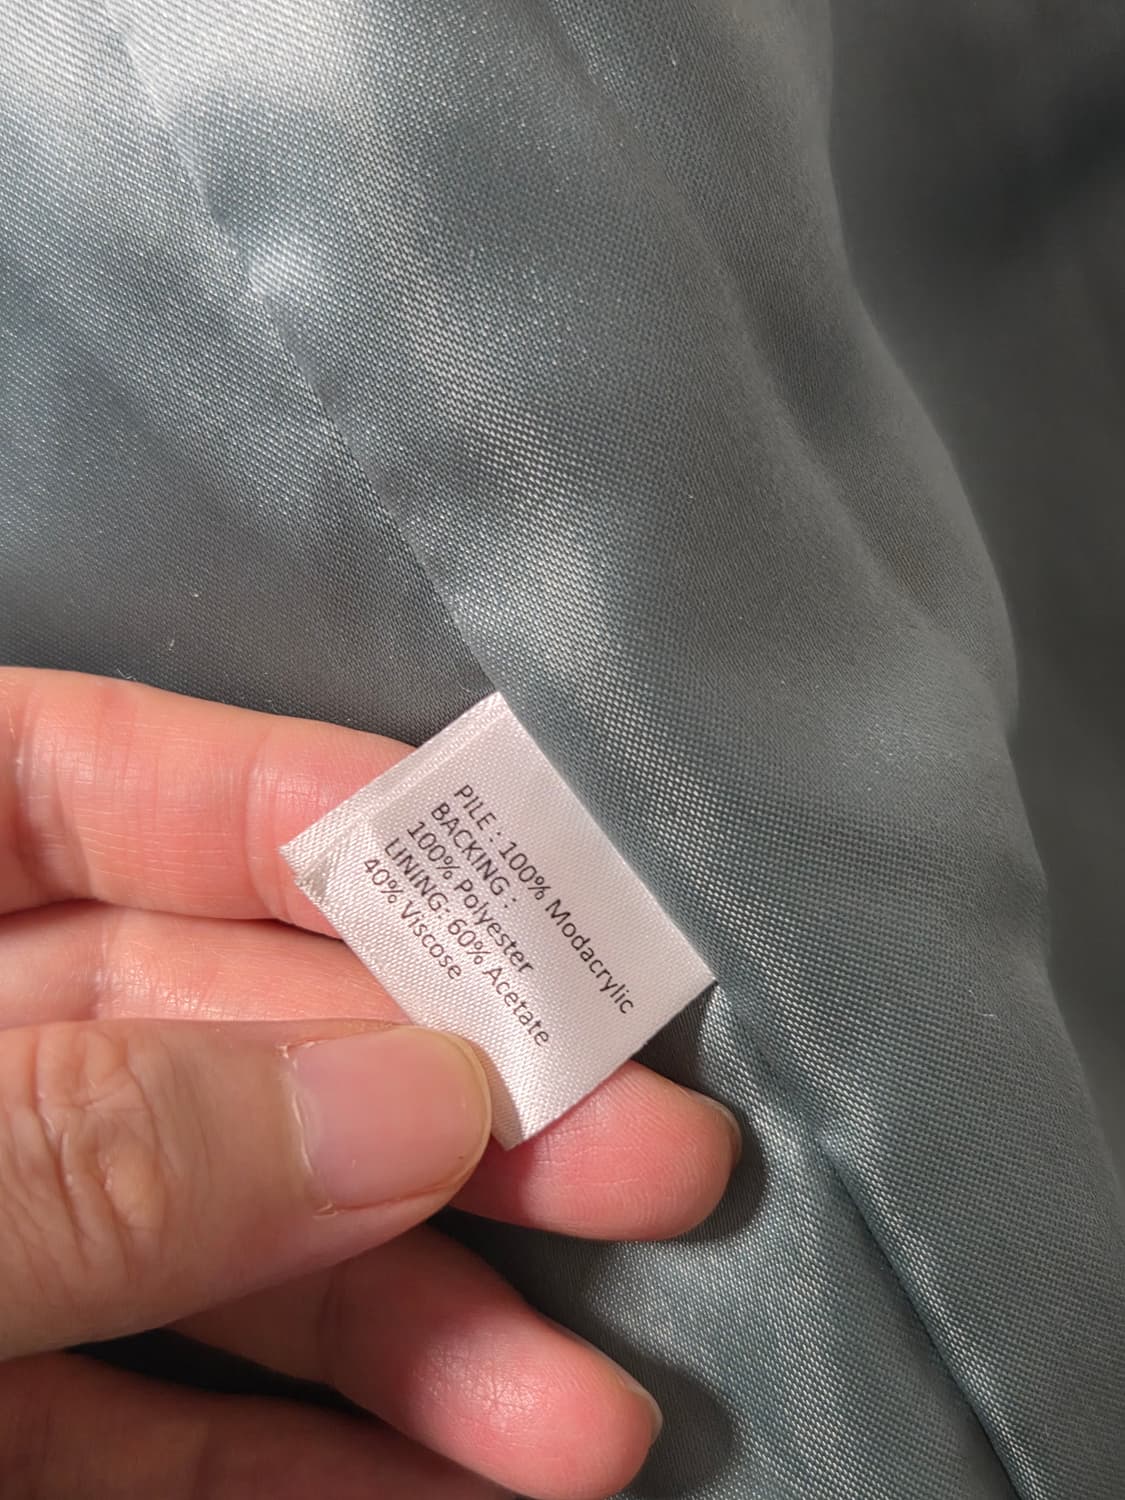 PILE : 100% Modacrylic
BACKING :
100% Polyester
LINING: 60% Acetate
40% Viscose